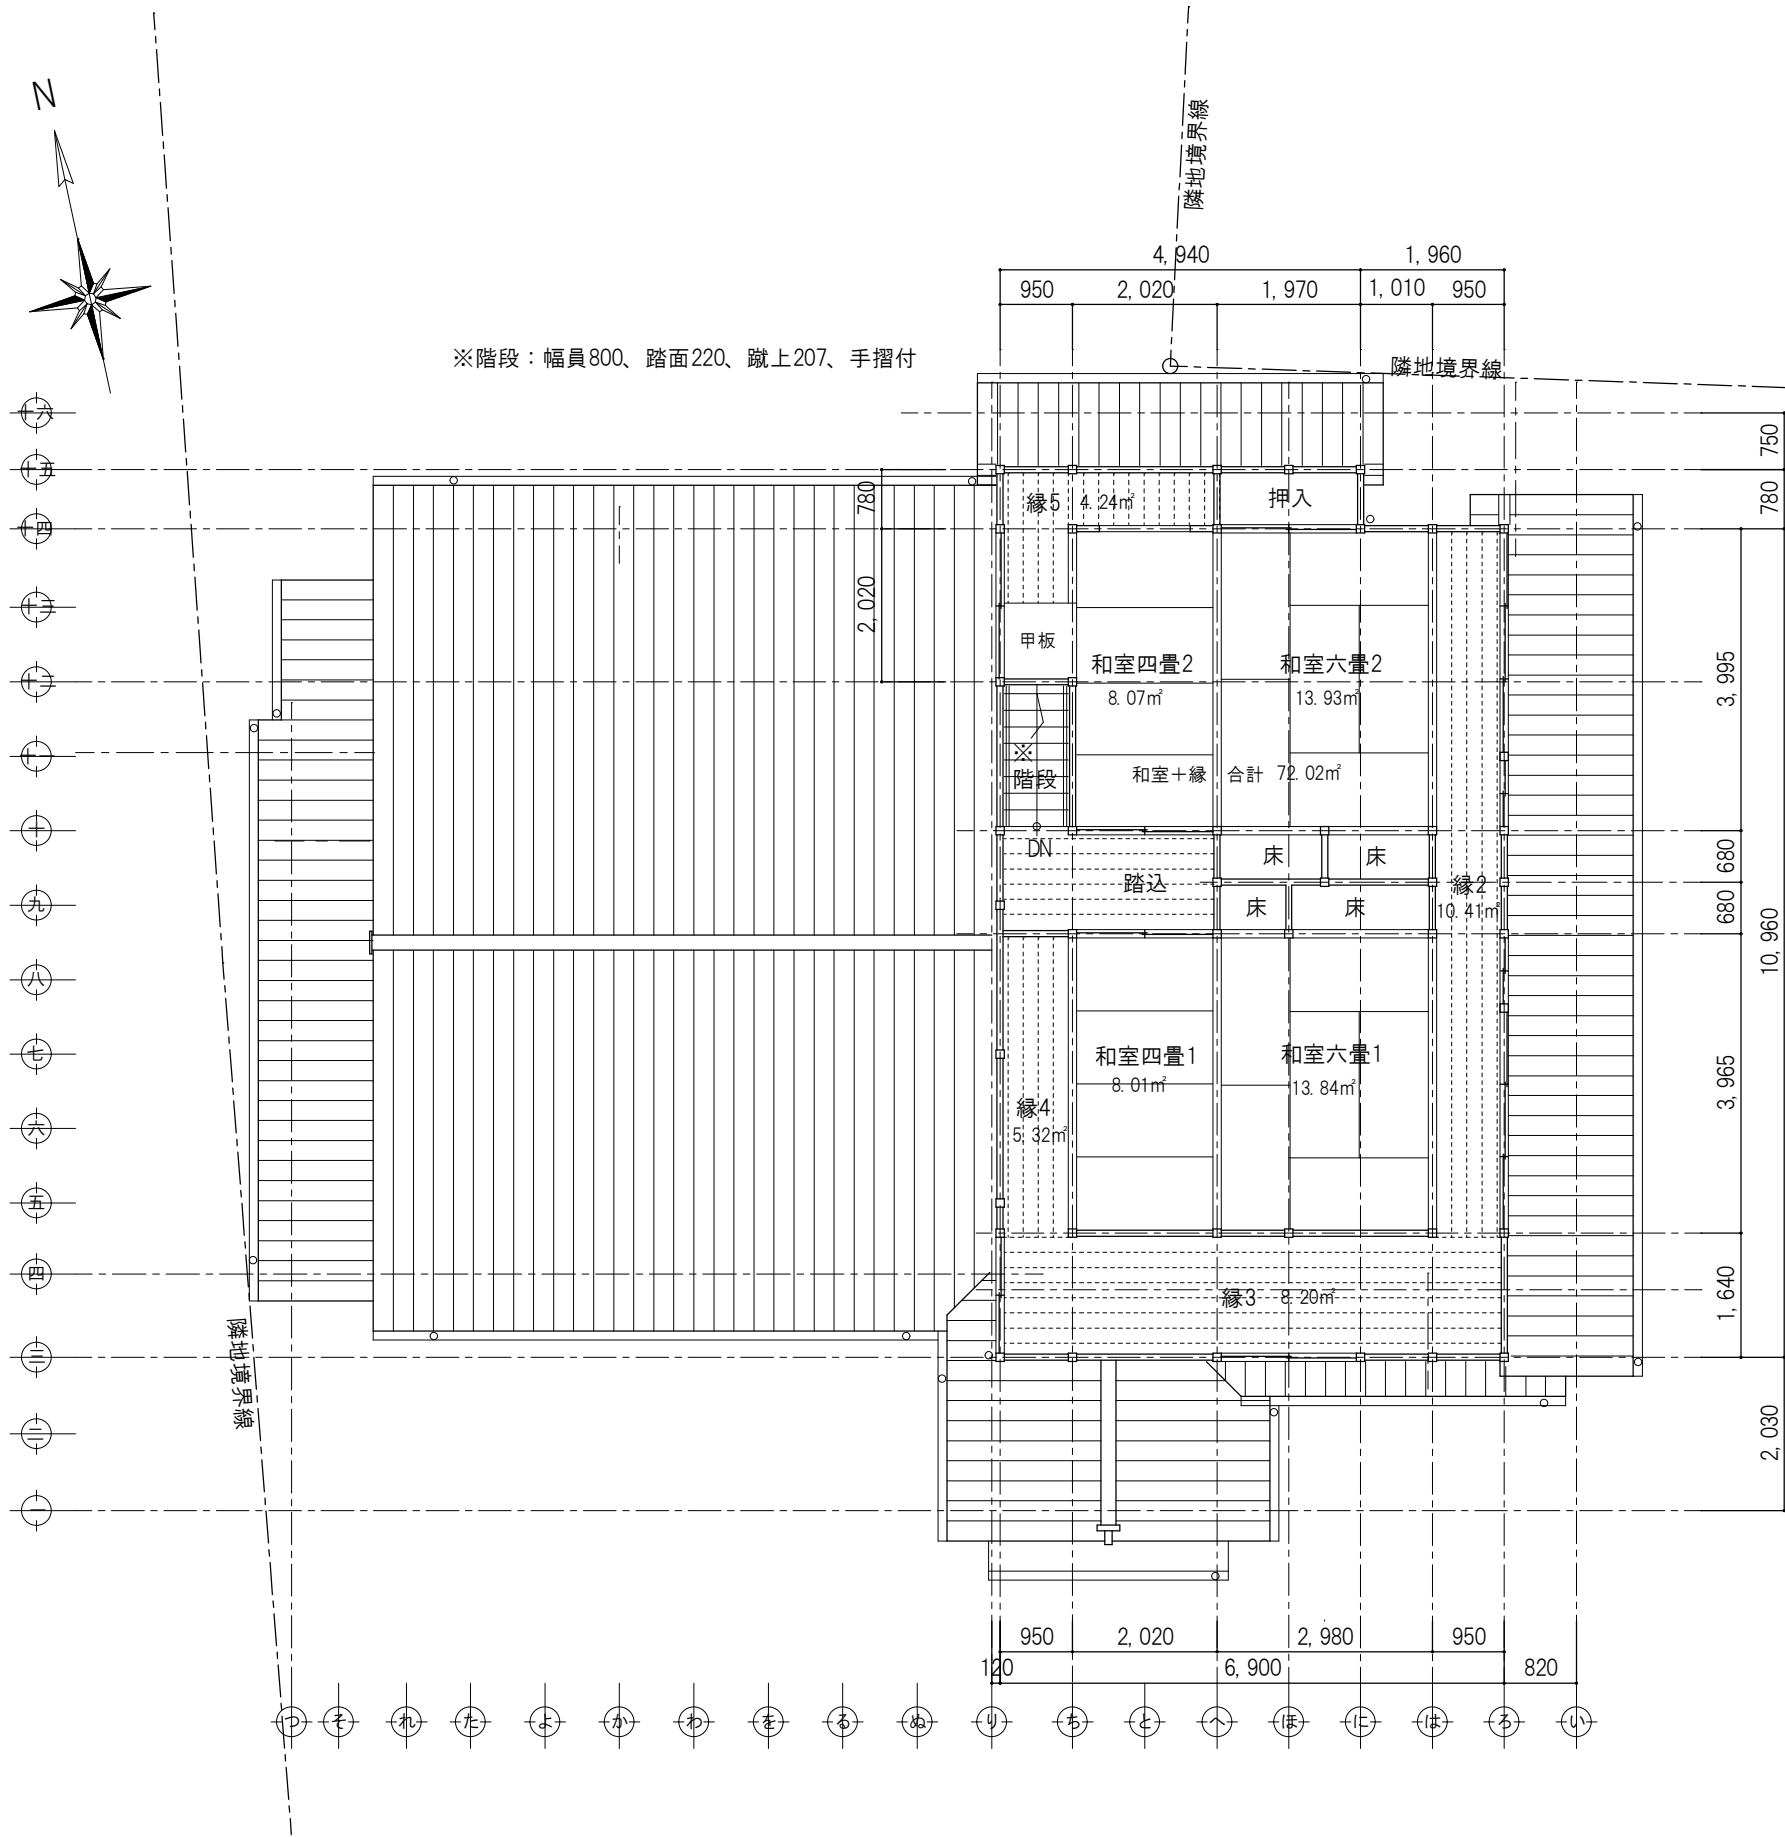 N
隣地境界線
4,940
1,960
950
2,020
1,970
1,010
950
※階段：幅員800、踏面220、蹴上207、手摺付
隣地境界線
十六
十五
十四
十三
十二
十一
十
九
八
七
六
五
四
三
二
一
780
2,020
750
780
3,995
680
680
10,960
3,965
1,640
2,030
縁5 4.24㎡
押入
甲板
和室四畳2
8.07㎡
和室六畳2
13.93㎡
※
階段
和室＋縁 合計 72.02㎡
DN
床
床
踏込
床
床
縁2
10.41㎡
和室四畳1
8.01㎡
和室六畳1
13.84㎡
縁4
5.32㎡
縁3 8.20㎡
隣地境界線
950
2,020
2,980
950
120
6,900
820
つ
そ
れ
た
よ
か
わ
を
る
ぬ
り
ち
と
へ
ほ
に
は
ろ
い